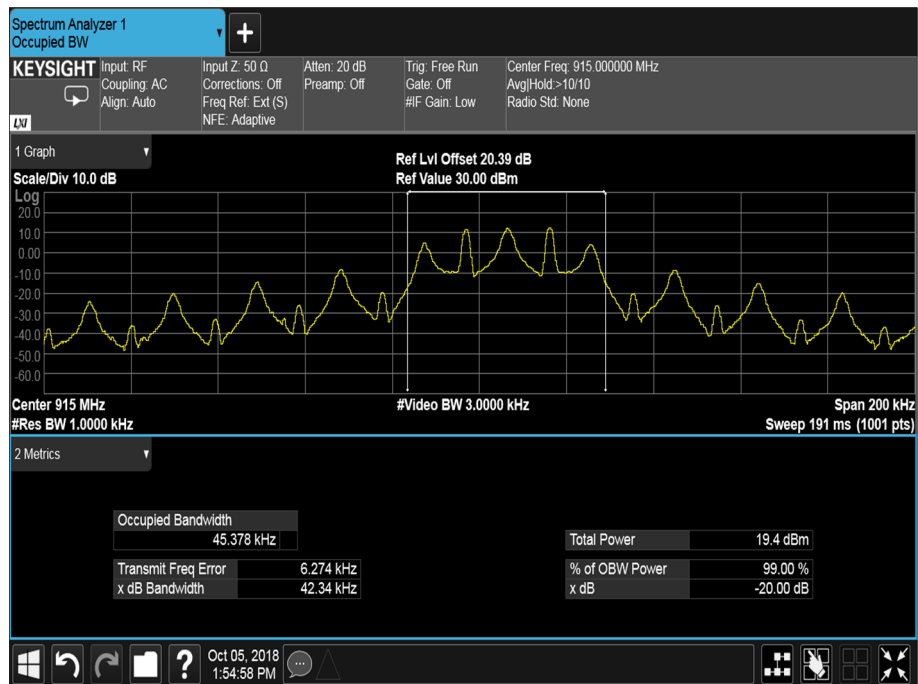 Spectrum Analyzer 1
Occupied BW
+
KEYSIGHT
LXI
Input: RF
Coupling: AC
Align: Auto
Input Z: 50 Ω
Corrections: Off
Freq Ref: Ext (S)
NFE: Adaptive
Atten: 20 dB
Preamp: Off
Trig: Free Run
Gate: Off
#IF Gain: Low
Center Freq: 915.000000 MHz
Avg|Hold:>10/10
Radio Std: None
1 Graph
Scale/Div 10.0 dB
Ref Lvl Offset 20.39 dB
Ref Value 30.00 dBm
Log
20.0
10.0
0.00
-10.0
-20.0
-30.0
-40.0
-50.0
-60.0
Center 915 MHz
#Res BW 1.0000 kHz
#Video BW 3.0000 kHz
Span 200 kHz
Sweep 191 ms (1001 pts)
2 Metrics
Occupied Bandwidth
45.378 kHz
Transmit Freq Error 6.274 kHz
x dB Bandwidth 42.34 kHz
Total Power 19.4 dBm
% of OBW Power 99.00 %
x dB -20.00 dB
?
Oct 05, 2018
1:54:58 PM